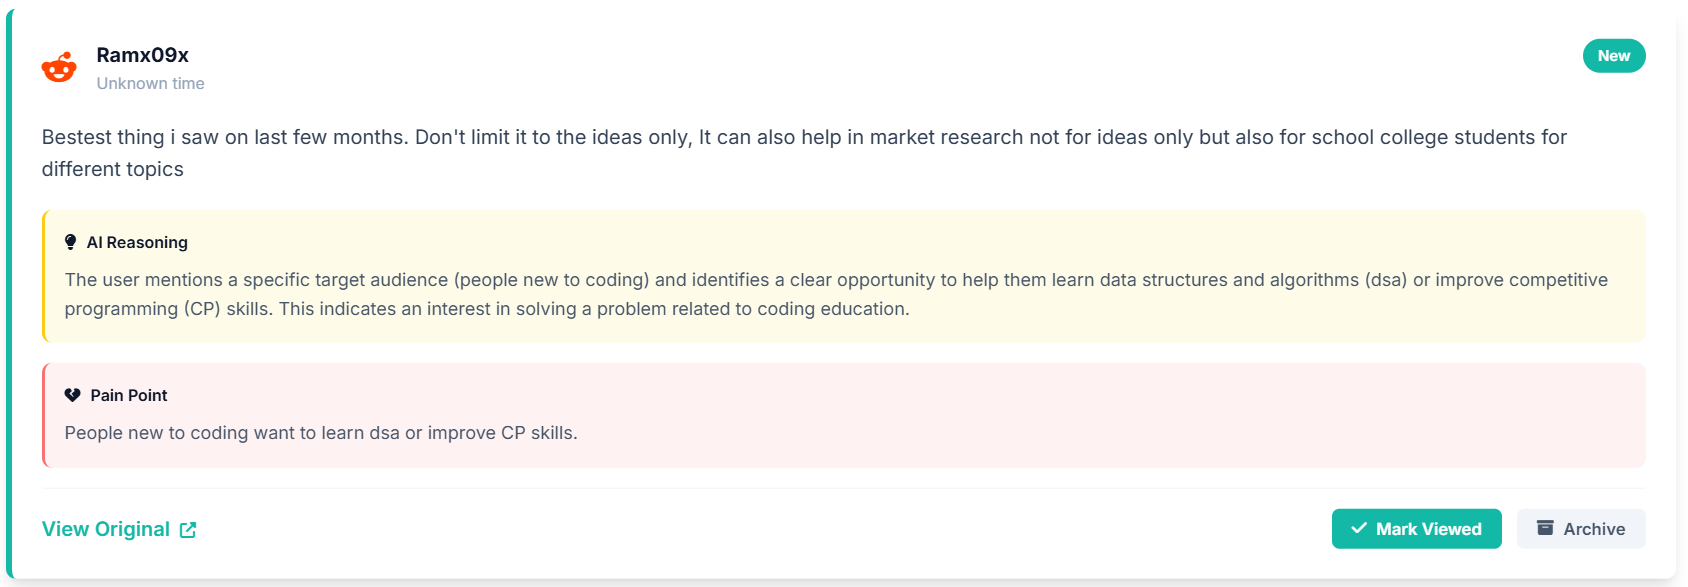 Ramx09x
New
Unknown time
Bestest thing i saw on last few months. Don't limit it to the ideas only, It can also help in market research not for ideas only but also for school college students for
different topics
AI Reasoning
The user mentions a specific target audience (people new to coding) and identifies a clear opportunity to help them learn data structures and algorithms (dsa) or improve competitive
programming (CP) skills. This indicates an interest in solving a problem related to coding education.
Pain Point
People new to coding want to learn dsa or improve CP skills.
View Original
Mark Viewed
Archive